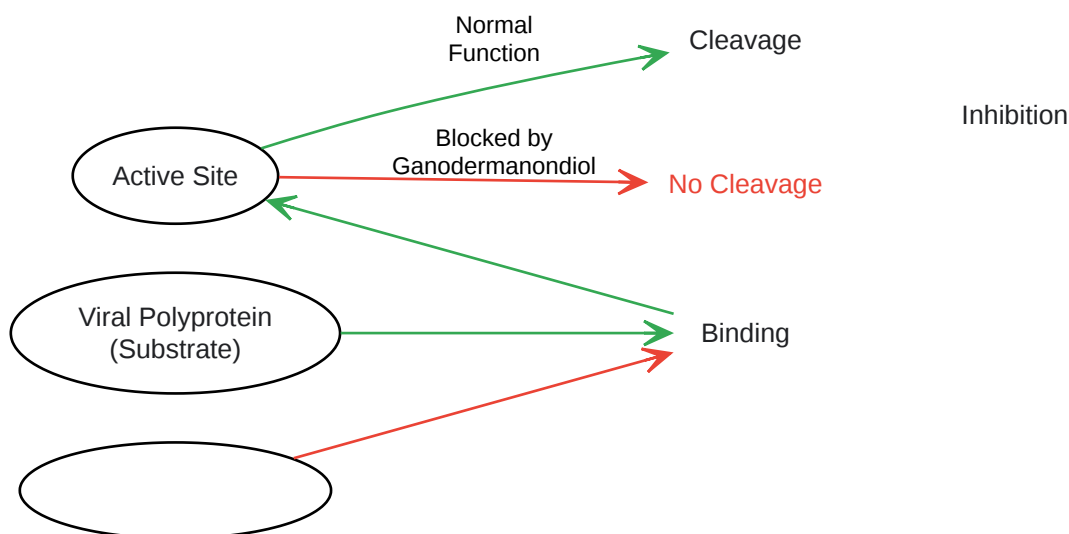 Normal
Function
Cleavage
Inhibition
Blocked by
Ganodermanondiol
Active Site
No Cleavage
Viral Polyprotein
(Substrate)
Binding